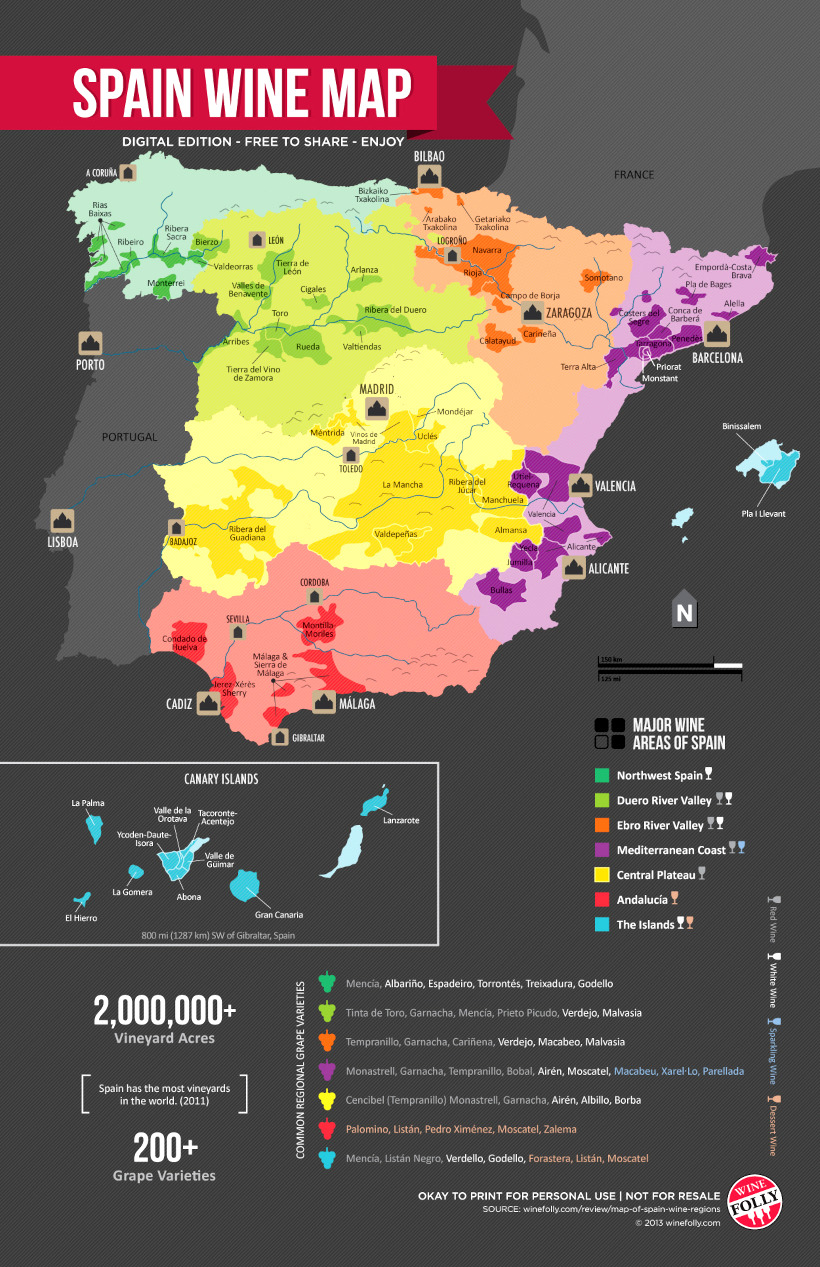 SPAIN WINE MAP
DIGITAL EDITION - FREE TO SHARE - ENJOY
BILBAO
A CORUÑA
FRANCE
Bizkaiko
Txakolina
Rias
Baixas
Arabako
Txakolina
Getariako
Txakolina
Ribeiro
Ribera
Sacra
Bierzo
LEÓN
LOGROÑO
Navarra
Valdeorras
Tierra de
León
Arlanza
Rioja
Somotano
Empordà-Costa
Brava
Monterrei
Valles de
Benavente
Cigales
Pla de Bages
Campo de Borja
Alella
Toro
Ribera del Duero
ZARAGOZA
Costers del
Segre
Conca de
Barberá
Arribes
Rueda
Valtiendas
Calatayud
Cariñena
Tarragona
Penedès
BARCELONA
PORTO
Tierra del Vino
de Zamora
Terra Alta
Priorat
Monstant
MADRID
Mondéjar
PORTUGAL
Méntrida
Vinos de
Madrid
Uclés
Binissalem
TOLEDO
La Mancha
Ribera del
Júcar
Utiel-
Requena
VALENCIA
Manchuela
Valencia
Pla I Llevant
LISBOA
BADAJOZ
Ribera del
Guadiana
Valdepeñas
Almansa
Yecla
Alicante
Jumilla
ALICANTE
CORDOBA
Bullas
SEVILLA
Montilla-
Moriles
N
Condado de
Huelva
Málaga &
Sierra de
Málaga
Jerez-Xérès
Sherry
CADIZ
MÁLAGA
GIBRALTAR
150 km
125 mi
MAJOR WINE
AREAS OF SPAIN
Northwest Spain
Duero River Valley
Ebro River Valley
Mediterranean Coast
Central Plateau
Andalucía
The Islands
Red Wine
White Wine
Sparkling Wine
Dessert Wine
CANARY ISLANDS
La Palma
Valle de la
Orotava
Tacoronte-
Acentejo
Lanzarote
Ycoden-Daute-
Isora
Valle de
Güimar
La Gomera
Abona
El Hierro
Gran Canaria
800 mi (1287 km) SW of Gibraltar, Spain
2,000,000+
Vineyard Acres
Spain has the most vineyards
in the world. (2011)
200+
Grape Varieties
COMMON REGIONAL GRAPE VARIETIES
Mencía, Albariño, Espadeiro, Torrontés, Treixadura, Godello
Tinta de Toro, Garnacha, Mencía, Prieto Picudo, Verdejo, Malvasia
Tempranillo, Garnacha, Cariñena, Verdejo, Macabeo, Malvasia
Monastrell, Garnacha, Tempranillo, Bobal, Airén, Moscatel, Macabeu, Xarel·Lo, Parellada
Cencibel (Tempranillo) Monastrell, Garnacha, Airén, Albillo, Borba
Palomino, Listán, Pedro Ximénez, Moscatel, Zalema
Mencía, Listán Negro, Verdello, Godello, Forastera, Listán, Moscatel
OKAY TO PRINT FOR PERSONAL USE | NOT FOR RESALE
SOURCE: winefolly.com/review/map-of-spain-wine-regions
© 2013 winefolly.com
WINE
FOLLY